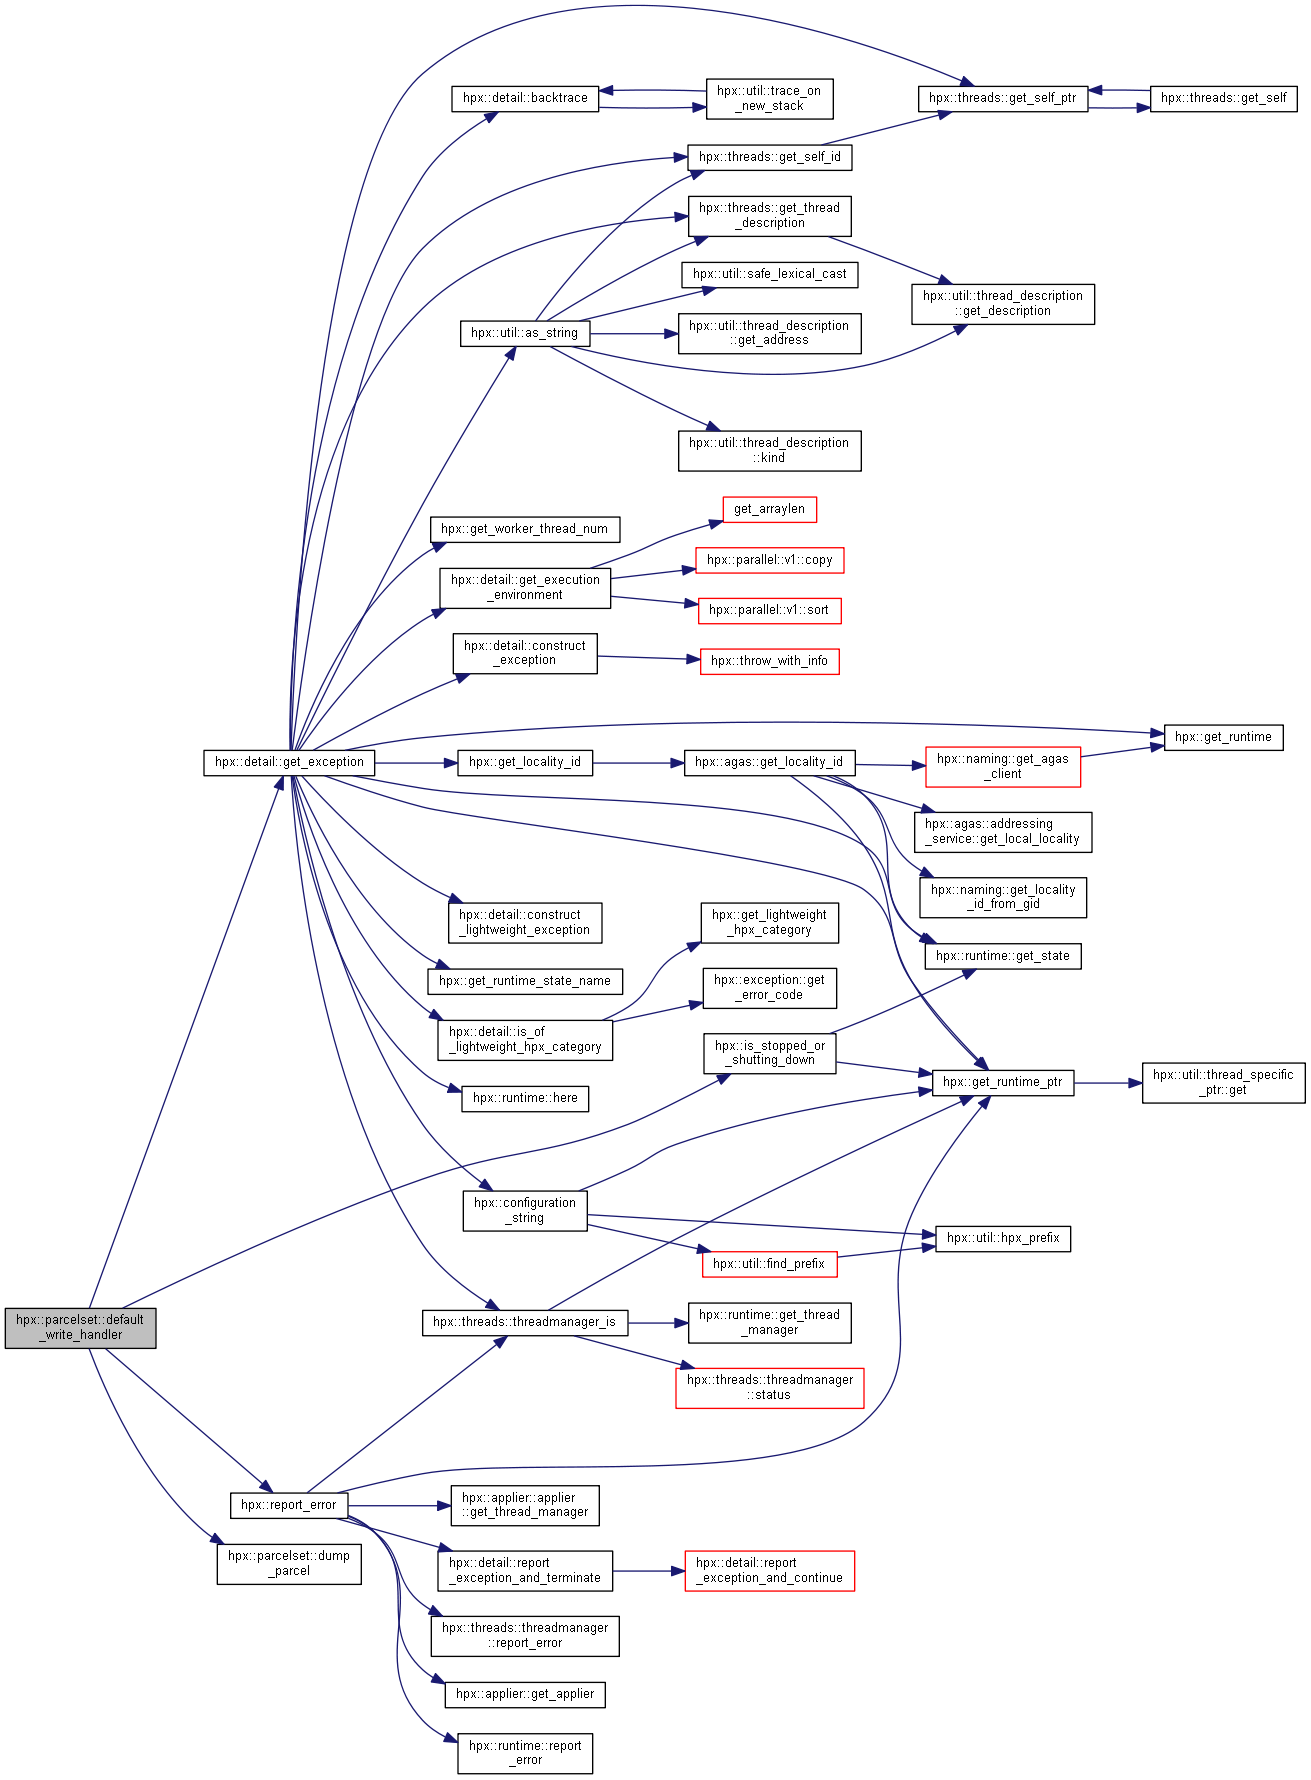 hpx::detail::backtrace
hpx::util::trace_on
_new_stack
hpx::threads::get_self_ptr
hpx::threads::get_self
hpx::threads::get_self_id
hpx::threads::get_thread
_description
hpx::util::safe_lexical_cast
hpx::util::thread_description
::get_description
hpx::util::as_string
hpx::util::thread_description
::get_address
hpx::util::thread_description
::kind
get_arraylen
hpx::get_worker_thread_num
hpx::parallel::v1::copy
hpx::detail::get_execution
_environment
hpx::parallel::v1::sort
hpx::detail::construct
_exception
hpx::throw_with_info
hpx::get_runtime
hpx::detail::get_exception
hpx::get_locality_id
hpx::agas::get_locality_id
hpx::naming::get_agas
_client
hpx::agas::addressing
_service::get_local_locality
hpx::naming::get_locality
_id_from_gid
hpx::detail::construct
_lightweight_exception
hpx::get_lightweight
_hpx_category
hpx::runtime::get_state
hpx::get_runtime_state_name
hpx::exception::get
_error_code
hpx::detail::is_of
_lightweight_hpx_category
hpx::is_stopped_or
_shutting_down
hpx::get_runtime_ptr
hpx::util::thread_specific
_ptr::get
hpx::runtime::here
hpx::configuration
_string
hpx::util::hpx_prefix
hpx::util::find_prefix
hpx::parcelset::default
_write_handler
hpx::threads::threadmanager_is
hpx::runtime::get_thread
_manager
hpx::threads::threadmanager
::status
hpx::report_error
hpx::applier::applier
::get_thread_manager
hpx::parcelset::dump
_parcel
hpx::detail::report
_exception_and_terminate
hpx::detail::report
_exception_and_continue
hpx::threads::threadmanager
::report_error
hpx::applier::get_applier
hpx::runtime::report
_error